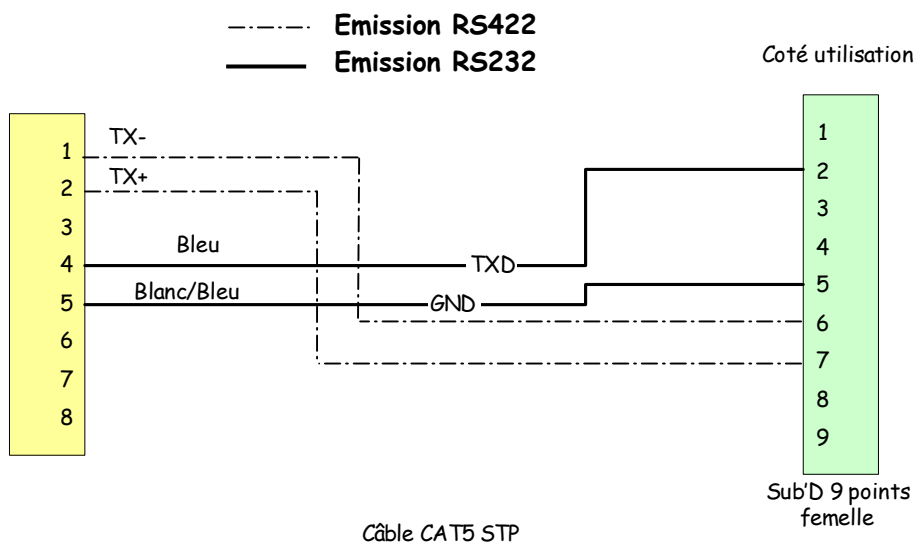 Emission RS422
Emission RS232
Coté utilisation
TX-
TX+
Bleu
TXD
Blanc/Bleu
GND
1
2
3
4
5
6
7
8
1
2
3
4
5
6
7
8
9
Sub'D 9 points
femelle
Câble CAT5 STP